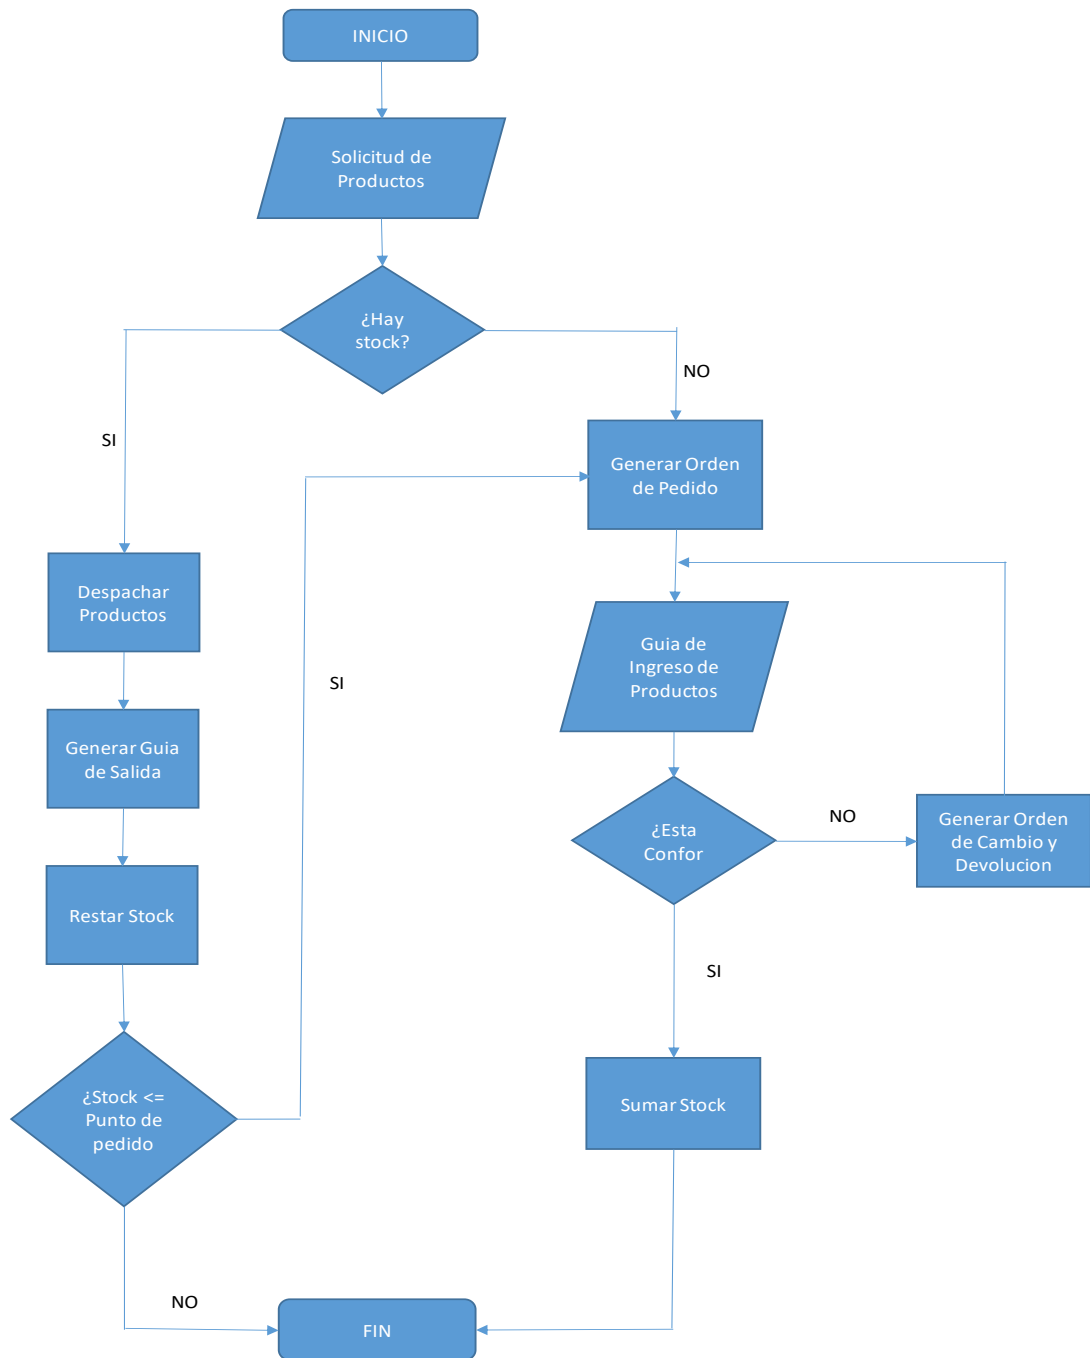 INICIO
Solicitud de
Productos
¿Hay
stock?
SI
NO
Generar Orden
de Pedido
Despachar
Productos
SI
Guia de
Ingreso de
Productos
Generar Guia
de Salida
¿Esta
Confor
NO
Generar Orden
de Cambio y
Devolucion
Restar Stock
SI
¿Stock <=
Punto de
pedido
Sumar Stock
NO
FIN